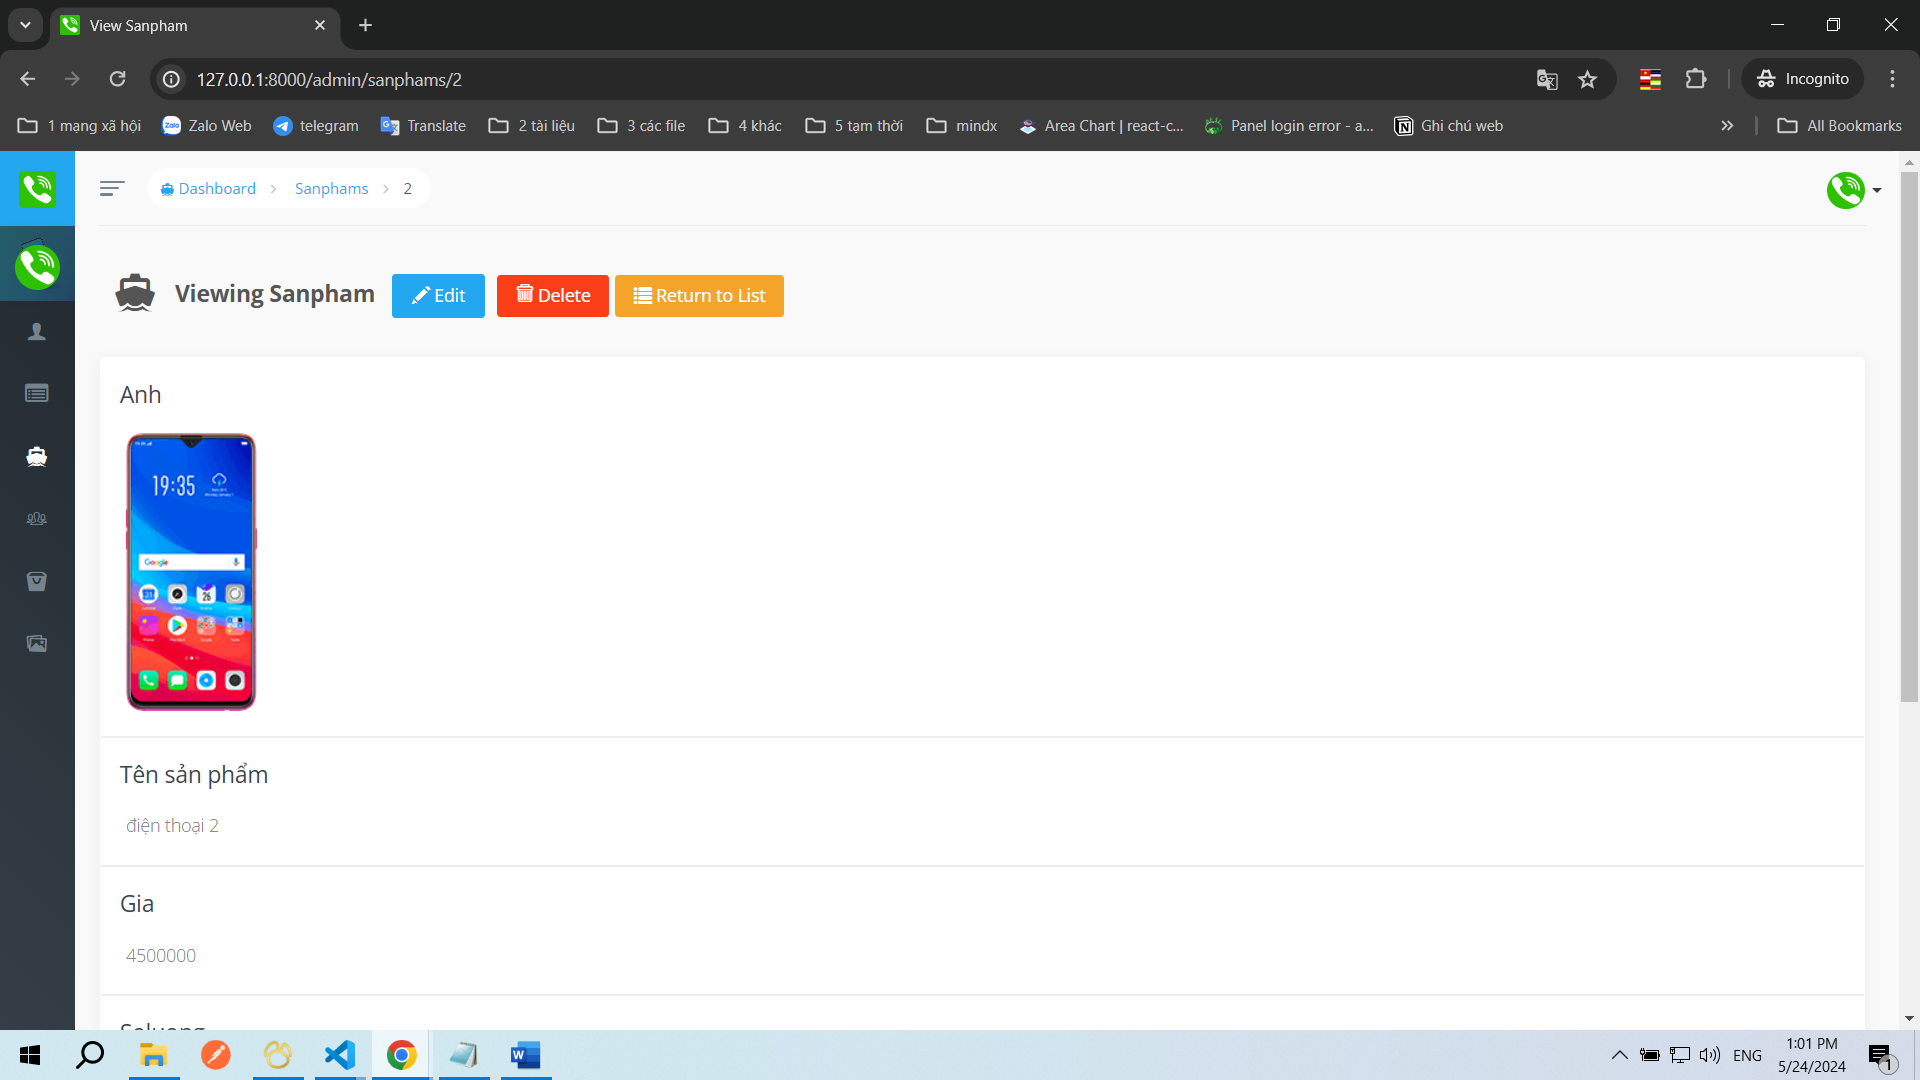 View Sanpham
127.0.0.1:8000/admin/sanphams/2
Incognito
1 mạng xã hội
Zalo Web
telegram
Translate
2 tài liệu
3 các file
4 khác
5 tạm thời
mindx
Area Chart | react-c...
Panel login error - a...
Ghi chú web
All Bookmarks
Dashboard
Sanphams
2
Viewing Sanpham
Edit
Delete
Return to List
Anh
19:35
Google
Tên sản phẩm
điện thoại 2
Gia
4500000
Soluong
ENG
1:01 PM
5/24/2024
1